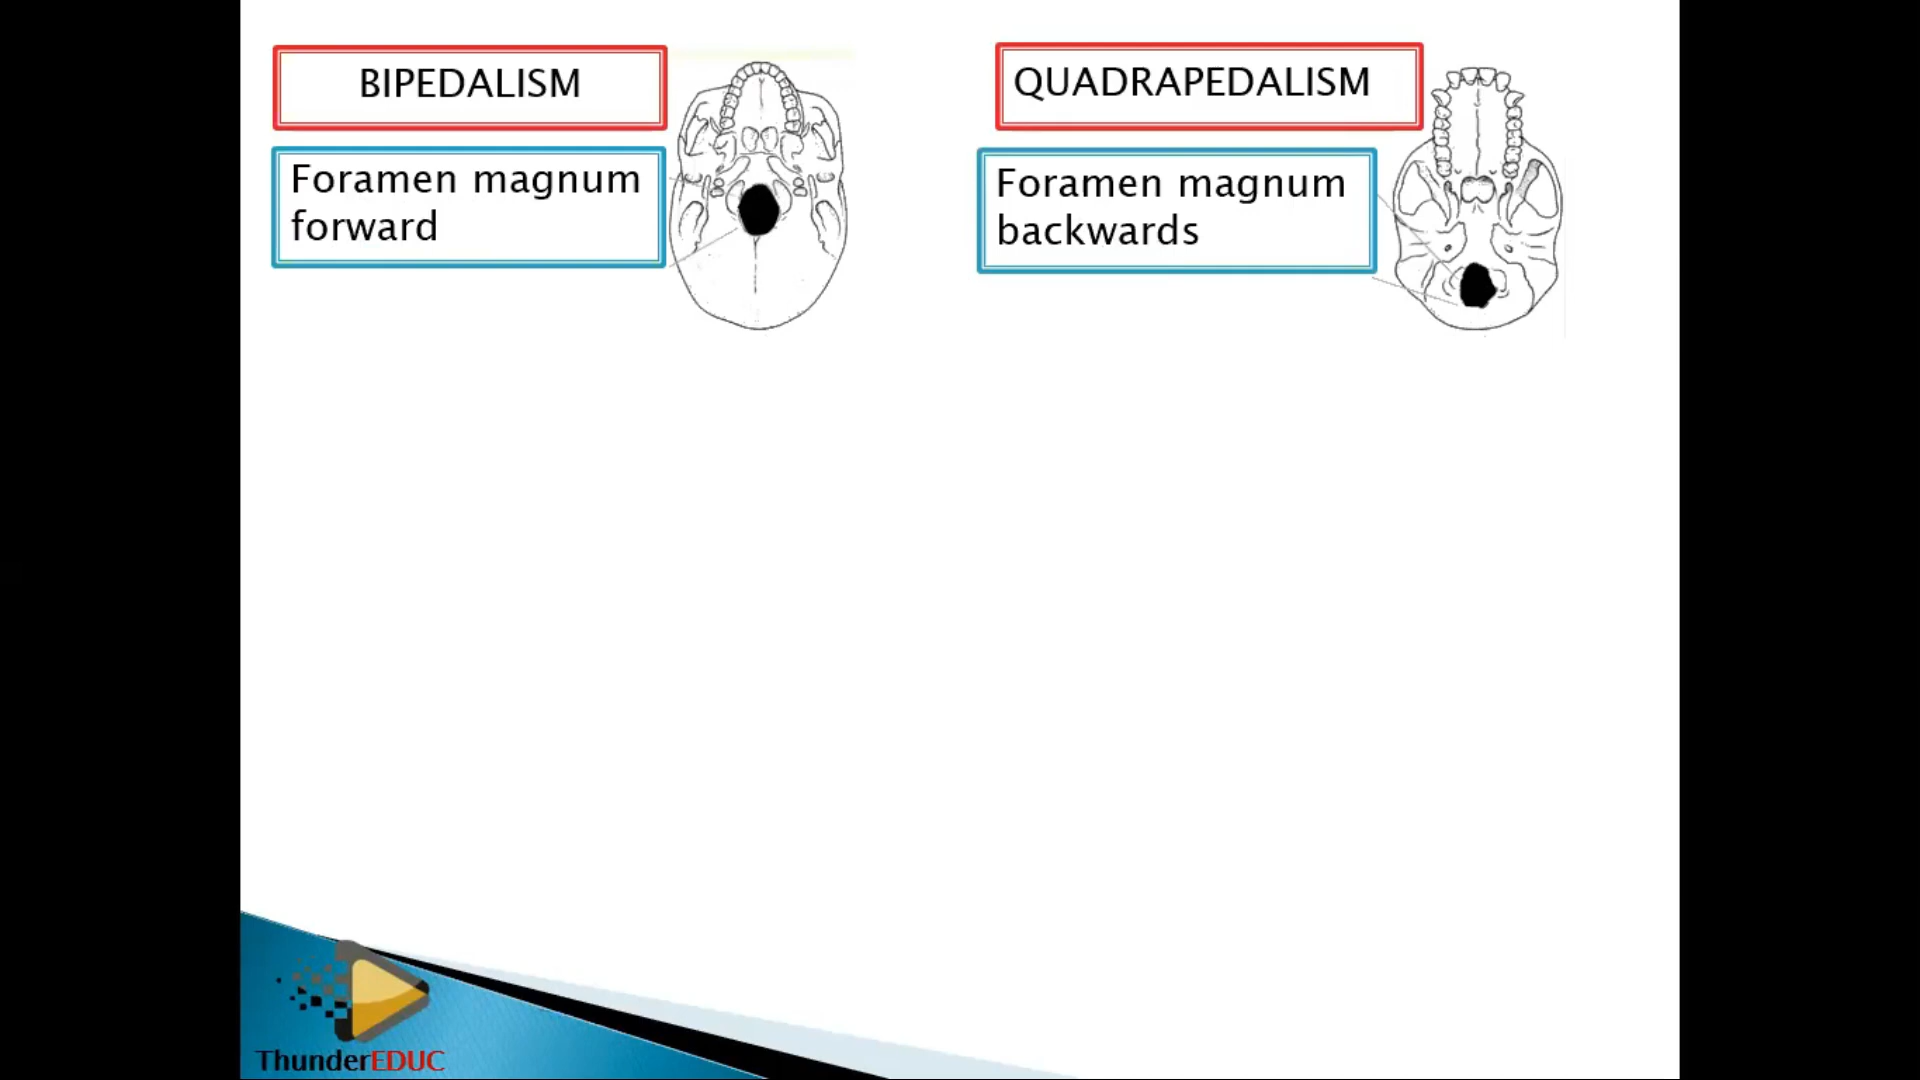 BIPEDALISM
Foramen magnum
forward
QUADRAPEDALISM
Foramen magnum
backwards
ThunderEDUC